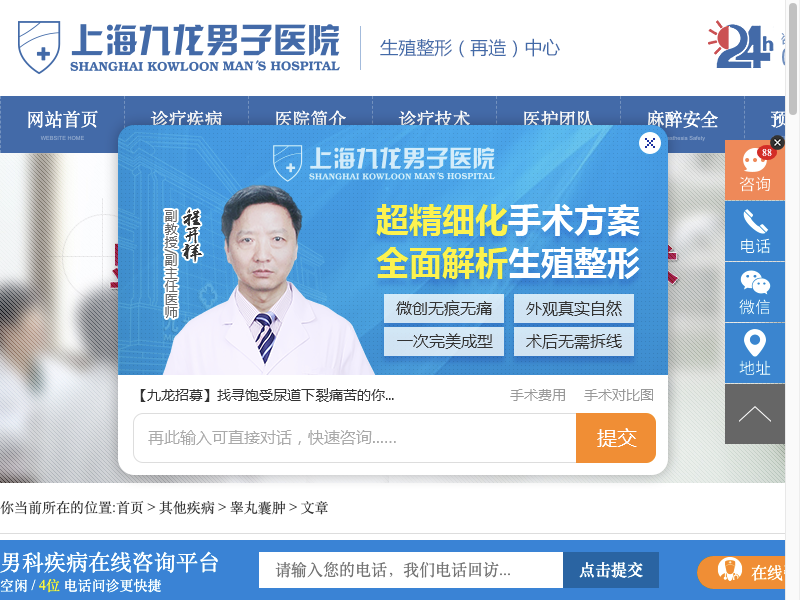 上海九龙男子医院
SHANGHAI KOWLOON MAN'S HOSPITAL
生殖整形（再造）中心
24h
网站首页
WEBSITE HOME
诊疗疾病
医院简介
诊疗技术
医护团队
麻醉安全
预
上海九龙男子医院
SHANGHAI KOWLOON MAN'S HOSPITAL
程开祥
副教授/副主任医师
超精细化手术方案
全面解析生殖整形
微创无痕无痛
外观真实自然
一次完美成型
术后无需拆线
【九龙招募】找寻饱受尿道下裂痛苦的你...
手术费用
手术对比图
再此输入可直接对话，快速咨询......
提交
88
咨询
电话
微信
地址
你当前所在的位置:首页 > 其他疾病 > 睾丸囊肿 > 文章
男科疾病在线咨询平台
空闲 / 4位 电话问诊更快捷
请输入您的电话，我们电话回访...
点击提交
在线